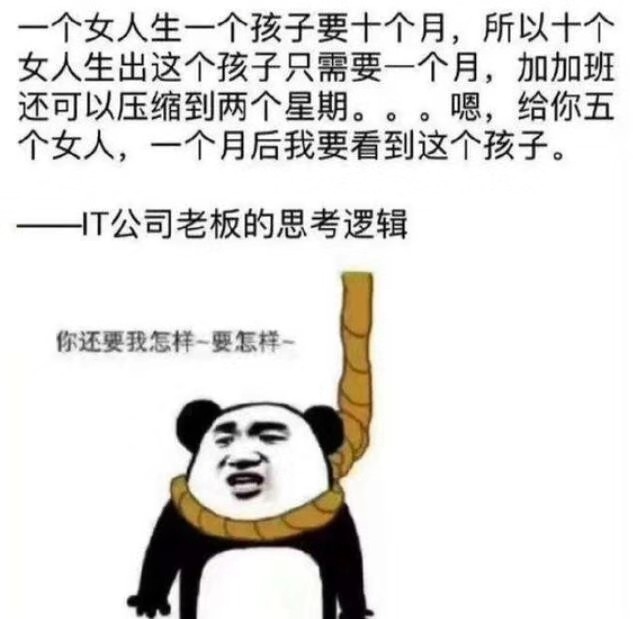 一个女人生一个孩子要十个月，所以十个
女人生出这个孩子只需要一个月，加加班
还可以压缩到两个星期。。。嗯，给你五
个女人，一个月后我要看到这个孩子。
——IT公司老板的思考逻辑
你还要我怎样~要怎样~